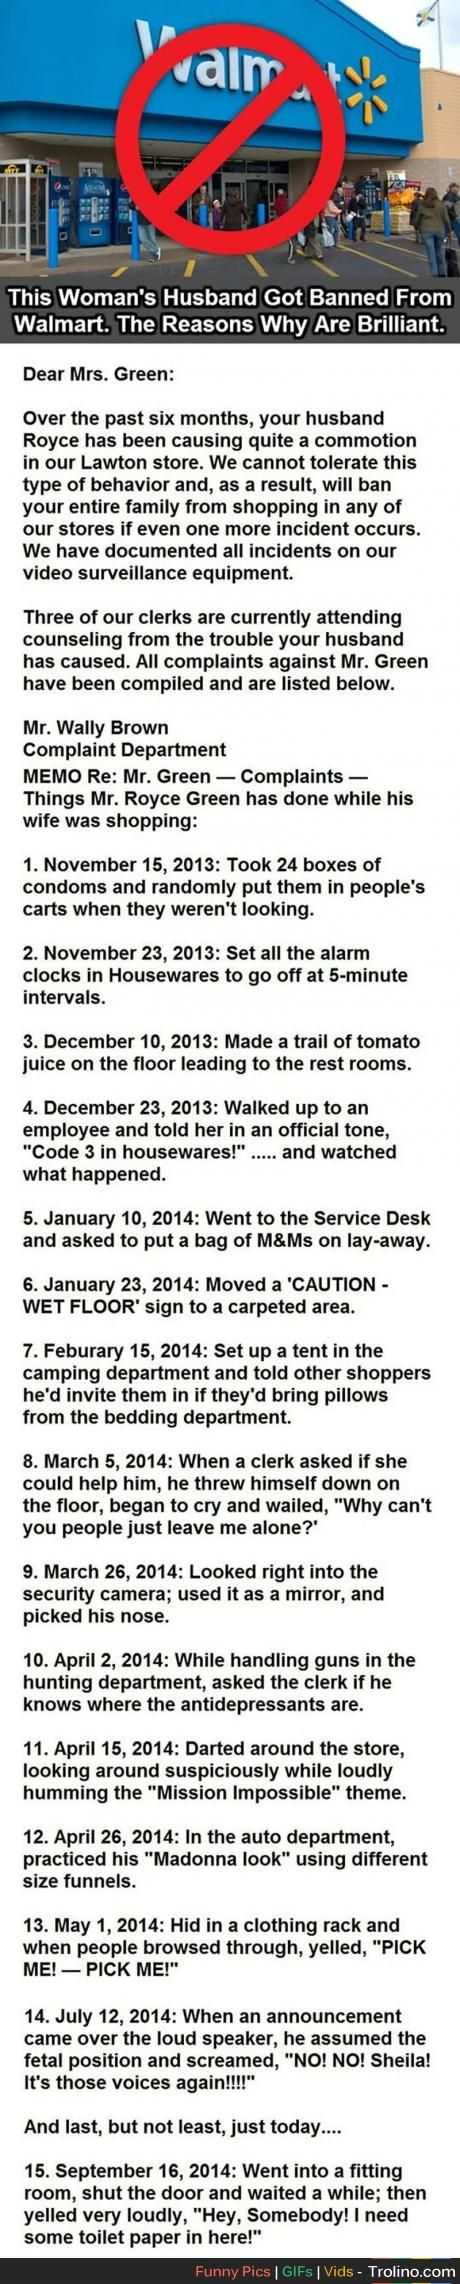 Walmart
This Woman's Husband Got Banned From
Walmart. The Reasons Why Are Brilliant.
Dear Mrs. Green:
Over the past six months, your husband
Royce has been causing quite a commotion
in our Lawton store. We cannot tolerate this
type of behavior and, as a result, will ban
your entire family from shopping in any of
our stores if even one more incident occurs.
We have documented all incidents on our
video surveillance equipment.
Three of our clerks are currently attending
counseling from the trouble your husband
has caused. All complaints against Mr. Green
have been compiled and are listed below.
Mr. Wally Brown
Complaint Department
MEMO Re: Mr. Green — Complaints —
Things Mr. Royce Green has done while his
wife was shopping:
1. November 15, 2013: Took 24 boxes of
condoms and randomly put them in people's
carts when they weren't looking.
2. November 23, 2013: Set all the alarm
clocks in Housewares to go off at 5-minute
intervals.
3. December 10, 2013: Made a trail of tomato
juice on the floor leading to the rest rooms.
4. December 23, 2013: Walked up to an
employee and told her in an official tone,
"Code 3 in housewares!" ..... and watched
what happened.
5. January 10, 2014: Went to the Service Desk
and asked to put a bag of M&Ms on lay-away.
6. January 23, 2014: Moved a 'CAUTION -
WET FLOOR' sign to a carpeted area.
7. Feburary 15, 2014: Set up a tent in the
camping department and told other shoppers
he'd invite them in if they'd bring pillows
from the bedding department.
8. March 5, 2014: When a clerk asked if she
could help him, he threw himself down on
the floor, began to cry and wailed, "Why can't
you people just leave me alone?'
9. March 26, 2014: Looked right into the
security camera; used it as a mirror, and
picked his nose.
10. April 2, 2014: While handling guns in the
hunting department, asked the clerk if he
knows where the antidepressants are.
11. April 15, 2014: Darted around the store,
looking around suspiciously while loudly
humming the "Mission Impossible" theme.
12. April 26, 2014: In the auto department,
practiced his "Madonna look" using different
size funnels.
13. May 1, 2014: Hid in a clothing rack and
when people browsed through, yelled, "PICK
ME! — PICK ME!"
14. July 12, 2014: When an announcement
came over the loud speaker, he assumed the
fetal position and screamed, "NO! NO! Sheila!
It's those voices again!!!!"
And last, but not least, just today....
15. September 16, 2014: Went into a fitting
room, shut the door and waited a while; then
yelled very loudly, "Hey, Somebody! I need
some toilet paper in here!"
Funny Pics | GIFs | Vids - Trolino.com